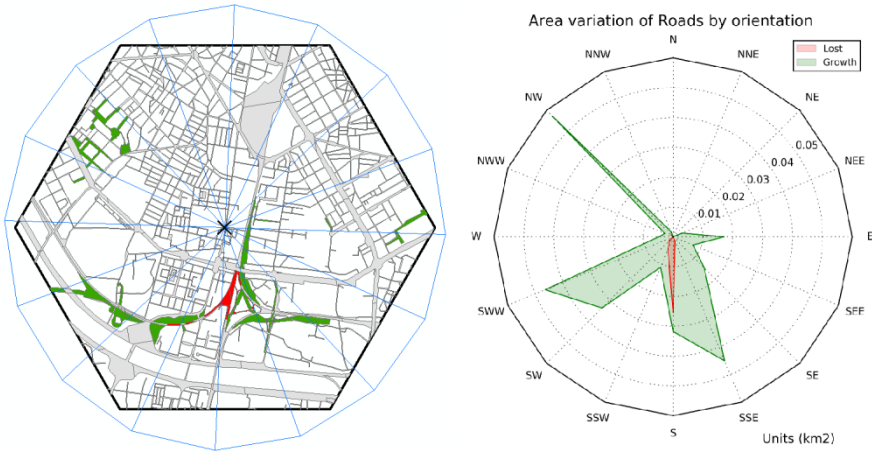 Area variation of Roads by orientation
N
NNW
NNE
Lost
Growth
NW
NE
0.05
NWW
0.04
NEE
0.03
0.02
0.01
W
E
SWW
SEE
SW
SE
SSW
SSE
S
Units (km2)